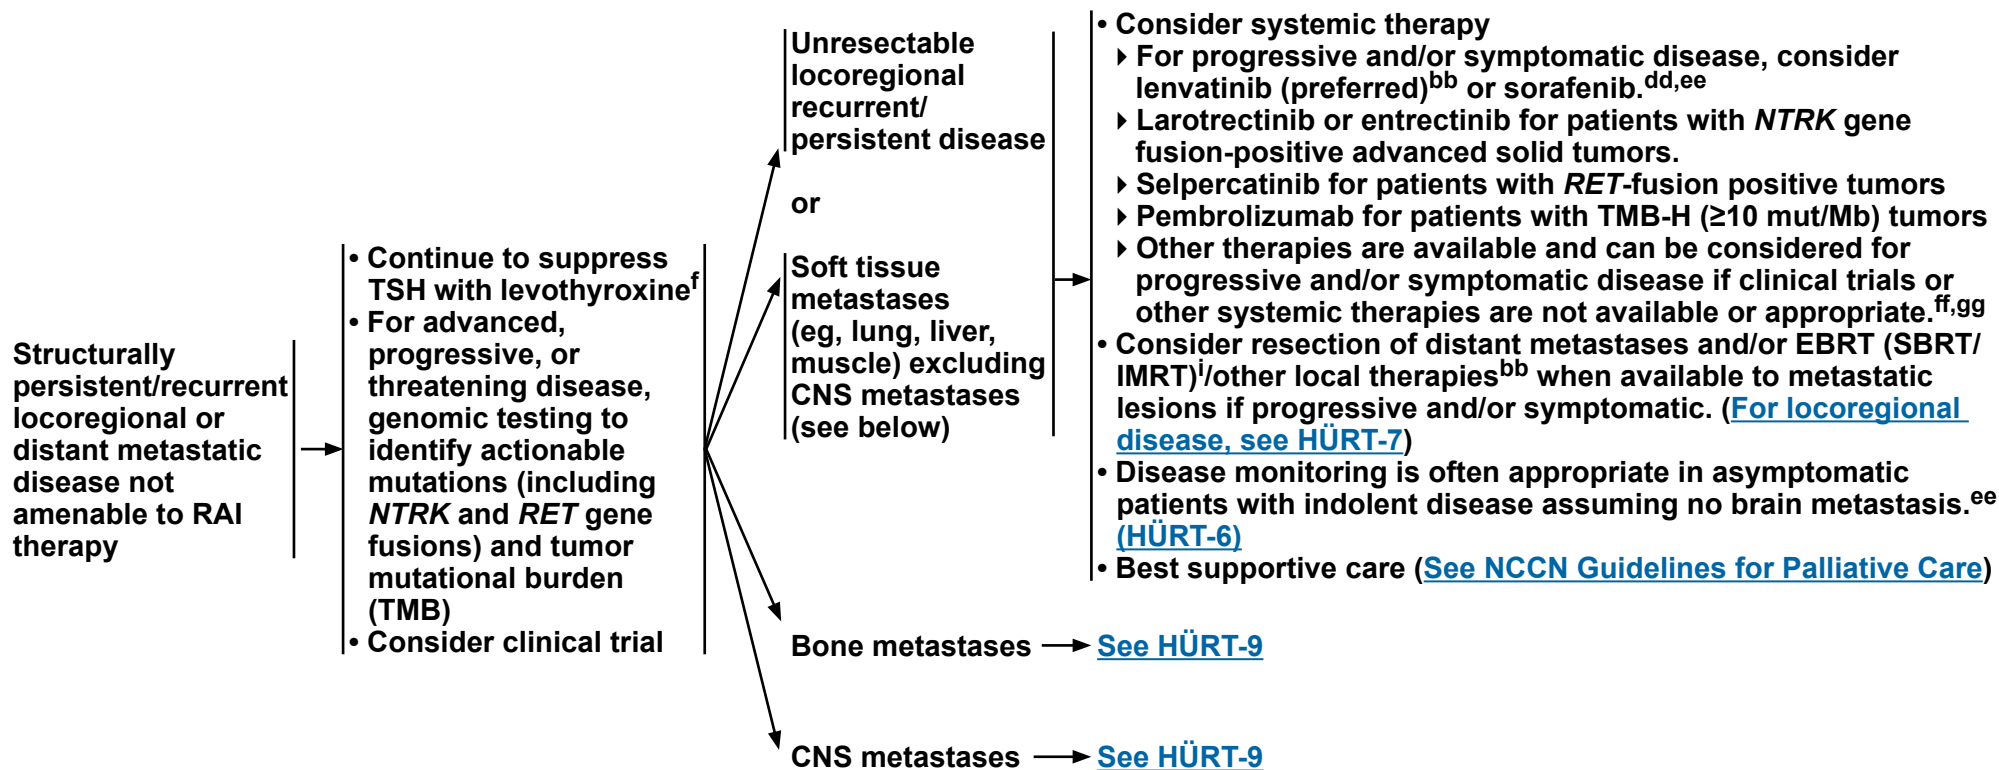 Structurally
persistent/recurrent
locoregional or
distant metastatic
disease not
amenable to RAI
therapy
• Continue to suppress
TSH with levothyroxinef
• For advanced,
progressive, or
threatening disease,
genomic testing to
identify actionable
mutations (including
NTRK and RET gene
fusions) and tumor
mutational burden
(TMB)
• Consider clinical trial
Unresectable
locoregional
recurrent/
persistent disease
or
Soft tissue
metastases
(eg, lung, liver,
muscle) excluding
CNS metastases
(see below)
• Consider systemic therapy
For progressive and/or symptomatic disease, consider
lenvatinib (preferred)bb or sorafenib.dd,ee
Larotrectinib or entrectinib for patients with NTRK gene
fusion-positive advanced solid tumors.
Selpercatinib for patients with RET-fusion positive tumors
Pembrolizumab for patients with TMB-H (≥10 mut/Mb) tumors
Other therapies are available and can be considered for
progressive and/or symptomatic disease if clinical trials or
other systemic therapies are not available or appropriate.ff,gg
• Consider resection of distant metastases and/or EBRT (SBRT/
IMRT)i/other local therapiesbb when available to metastatic
lesions if progressive and/or symptomatic. (For locoregional
disease, see HÜRT-7)
• Disease monitoring is often appropriate in asymptomatic
patients with indolent disease assuming no brain metastasis.ee
(HÜRT-6)
• Best supportive care (See NCCN Guidelines for Palliative Care)
Bone metastases
See HÜRT-9
CNS metastases
See HÜRT-9